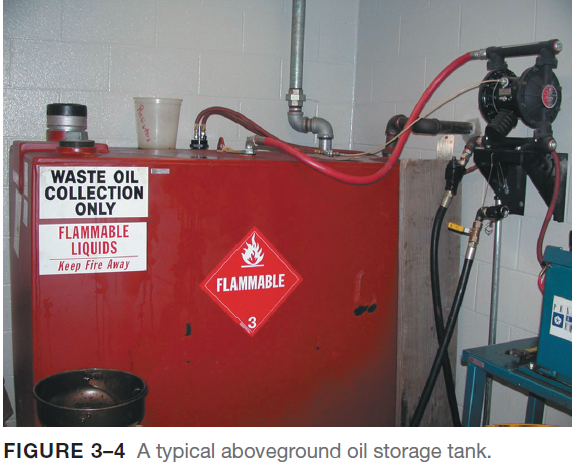 WASTE OIL
COLLECTION
ONLY
FLAMMABLE
LIQUIDS
Keep Fire Away
FLAMMABLE
3
FIGURE 3–4 A typical aboveground oil storage tank.